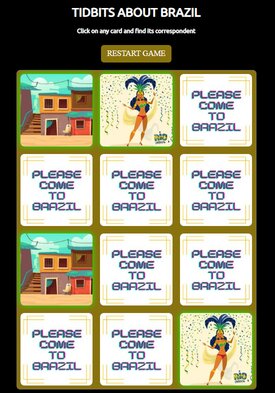 TIDBITS ABOUT BRAZIL
Click on any card and find its correspondent
RESTART GAME
RIO
PLEASE
COME
TO
BRAZIL
PLEASE
COME
TO
BRAZIL
PLEASE
COME
TO
BRAZIL
PLEASE
COME
TO
BRAZIL
PLEASE
COME
TO
BRAZIL
PLEASE
COME
TO
BRAZIL
PLEASE
COME
TO
BRAZIL
PLEASE
COME
TO
BRAZIL
RIO